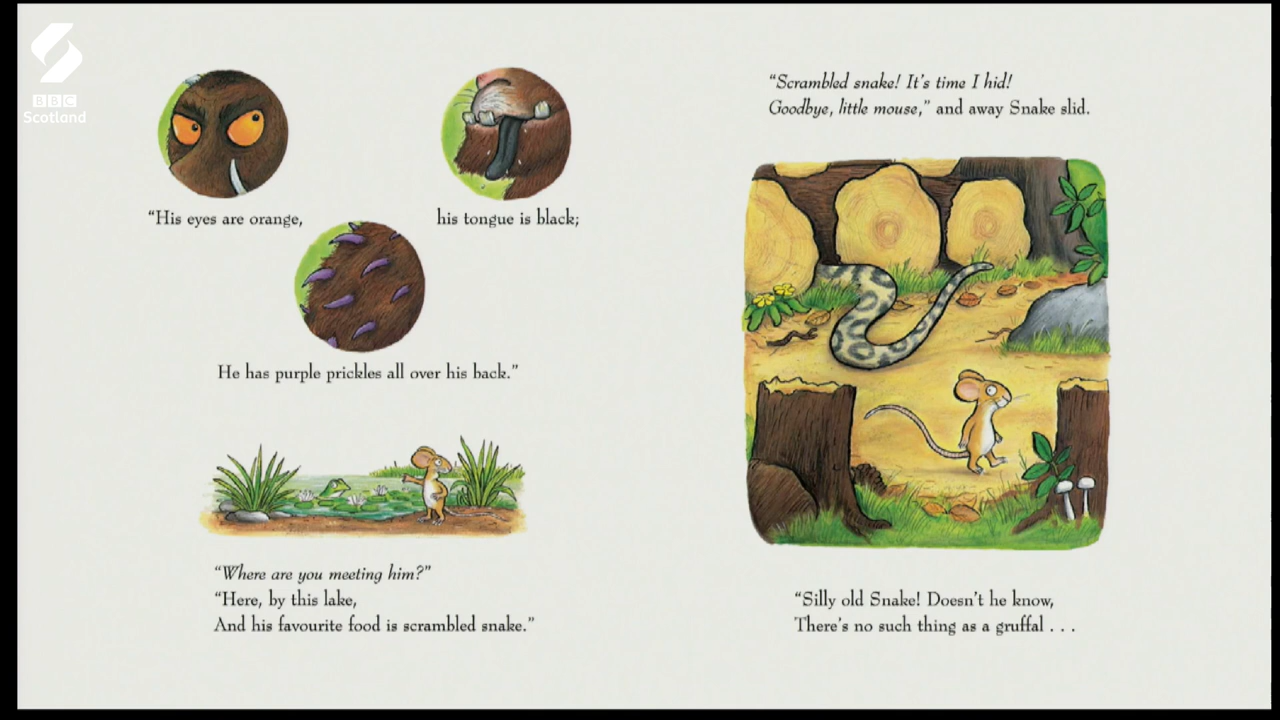 BBC
Scotland
“His eyes are orange,
his tongue is black;
He has purple prickles all over his back.”
“Where are you meeting him?”
“Here, by this lake,
And his favourite food is scrambled snake.”
“Scrambled snake! It’s time I hid!
Goodbye, little mouse,” and away Snake slid.
“Silly old Snake! Doesn’t he know,
There’s no such thing as a gruffal . . .